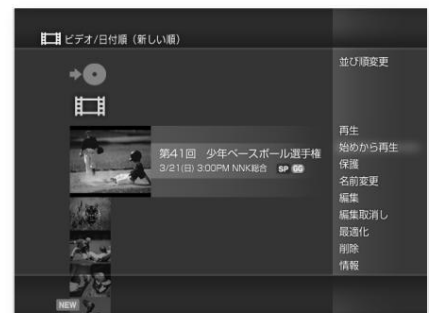 ビデオ/日付順（新しい順）
並び順変更
第41回 少年ベースボール選手権
3/21(日) 3:00PM NNK総合 SP GG
再生
始めから再生
保護
名前変更
編集
編集取消し
最適化
削除
情報
NEW